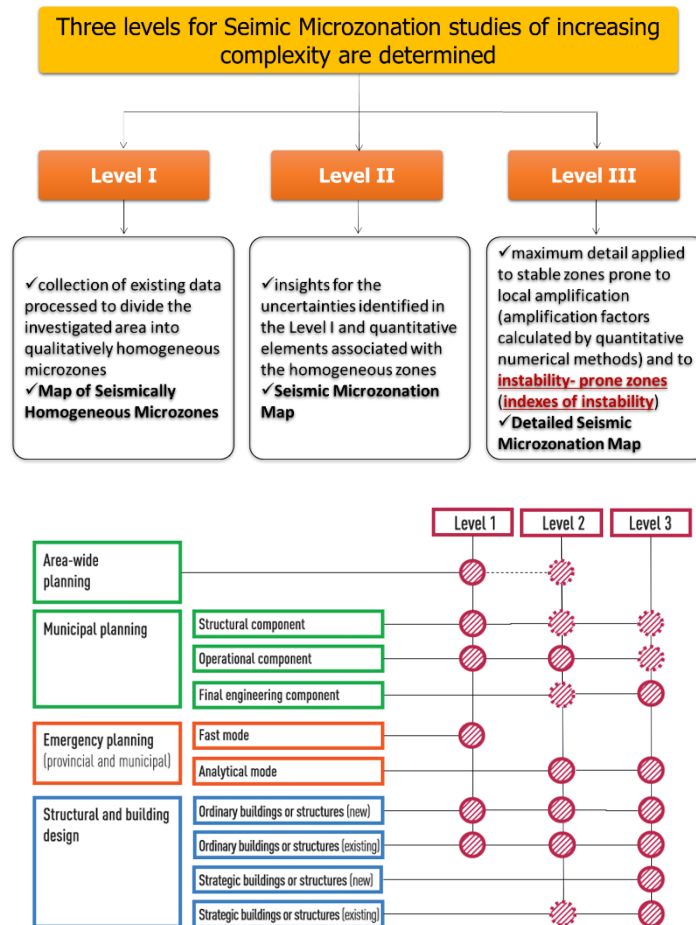 Three levels for Seimic Microzonation studies of increasing
complexity are determined
Level I
Level II
Level III
✓collection of existing data
processed to divide the
investigated area into
qualitatively homogeneous
microzones
✓Map of Seismically
Homogeneous Microzones
✓insights for the
uncertainties identified in
the Level I and quantitative
elements associated with
the homogeneous zones
✓Seismic Microzonation
Map
✓maximum detail applied
to stable zones prone to
local amplification
(amplification factors
calculated by quantitative
numerical methods) and to
instability- prone zones
(indexes of instability)
✓Detailed Seismic
Microzonation Map
Level 1
Level 2
Level 3
Area-wide
planning
Municipal planning
Structural component
Operational component
Final engineering component
Emergency planning
(provincial and municipal)
Fast mode
Analytical mode
Structural and building
design
Ordinary buildings or structures (new)
Ordinary buildings or structures (existing)
Strategic buildings or structures (new)
Strategic buildings or structures (existing)